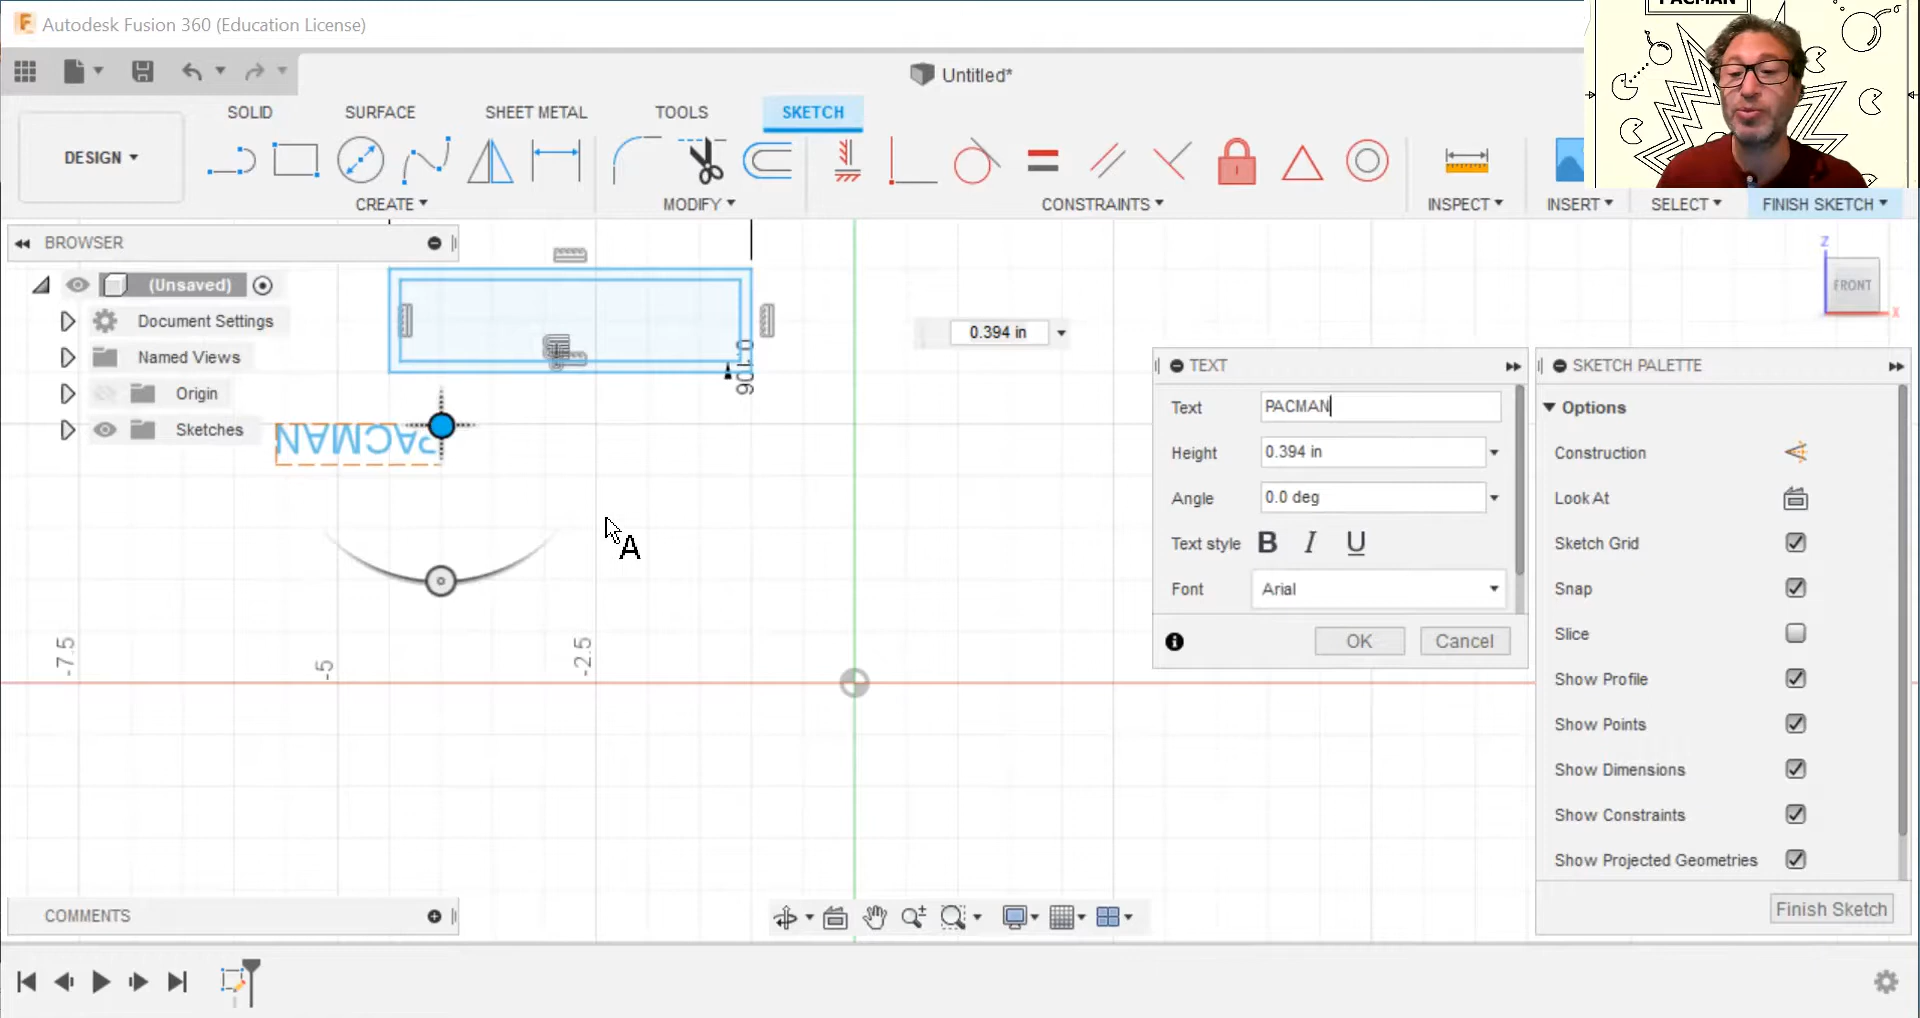 Autodesk Fusion 360 (Education License)
PACMAN
Untitled*
SOLID
SURFACE
SHEET METAL
TOOLS
SKETCH
DESIGN
CREATE
MODIFY
CONSTRAINTS
INSPECT
INSERT
SELECT
FINISH SKETCH
BROWSER
(Unsaved)
Document Settings
Named Views
Origin
Sketches
PACMAN
0.394 in
Z
FRONT
X
TEXT
Text
PACMAN
Height
0.394 in
Angle
0.0 deg
Text style
B
I
U
Font
Arial
OK
Cancel
SKETCH PALETTE
Options
Construction
Look At
Sketch Grid
Snap
Slice
Show Profile
Show Points
Show Dimensions
Show Constraints
Show Projected Geometries
Finish Sketch
A
-7.5
-5
-2.5
COMMENTS